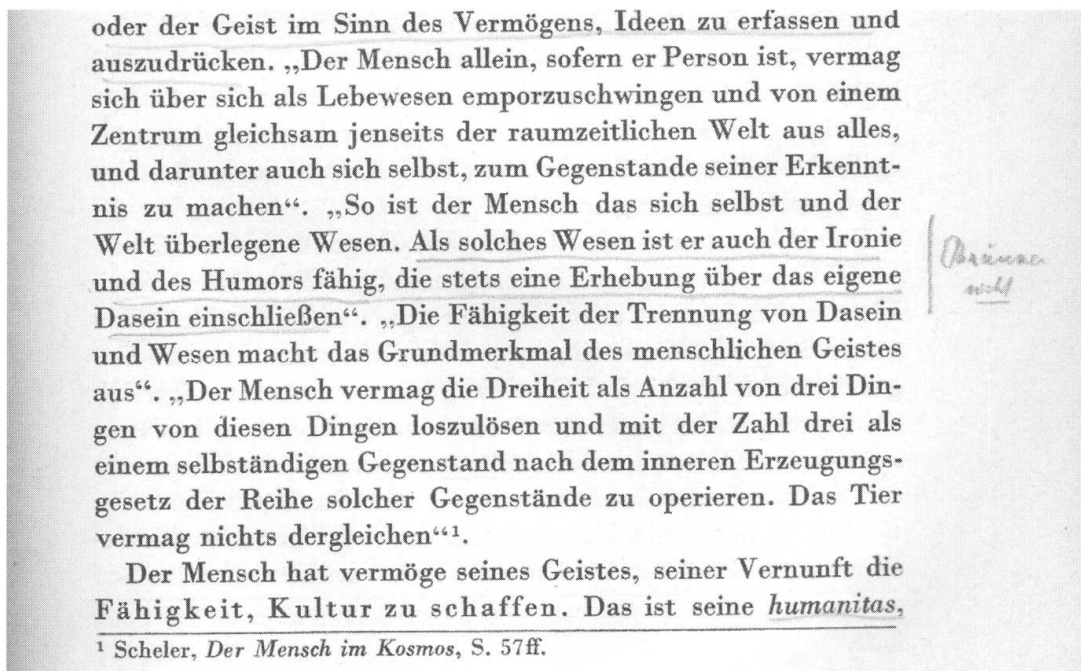 oder der Geist im Sinn des Vermögens, Ideen zu erfassen und
auszudrücken. „Der Mensch allein, sofern er Person ist, vermag
sich über sich als Lebewesen emporzuschwingen und von einem
Zentrum gleichsam jenseits der raumzeitlichen Welt aus alles,
und darunter auch sich selbst, zum Gegenstande seiner Erkennt-
nis zu machen“. „So ist der Mensch das sich selbst und der
Welt überlegene Wesen. Als solches Wesen ist er auch der Ironie
und des Humors fähig, die stets eine Erhebung über das eigene
Dasein einschließen“. „Die Fähigkeit der Trennung von Dasein
und Wesen macht das Grundmerkmal des menschlichen Geistes
aus“. „Der Mensch vermag die Dreiheit als Anzahl von drei Din-
gen von diesen Dingen loszulösen und mit der Zahl drei als
einem selbständigen Gegenstand nach dem inneren Erzeugungs-
gesetz der Reihe solcher Gegenstände zu operieren. Das Tier
vermag nichts dergleichen“¹.
Der Mensch hat vermöge seines Geistes, seiner Vernunft die
Fähigkeit, Kultur zu schaffen. Das ist seine humanitas,
¹ Scheler, Der Mensch im Kosmos, S. 57ff.